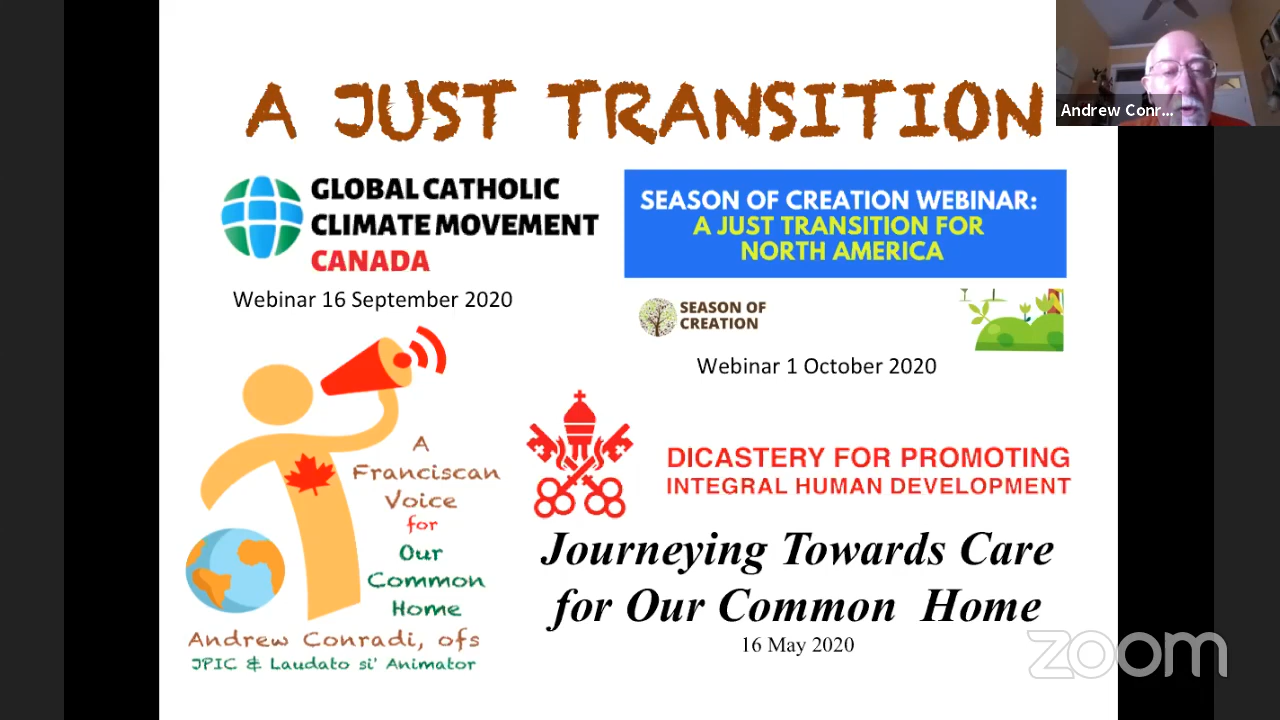 A JUST TRANSITION
Andrew Conr...
GLOBAL CATHOLIC
CLIMATE MOVEMENT
CANADA
Webinar 16 September 2020
SEASON OF CREATION WEBINAR:
A JUST TRANSITION FOR
NORTH AMERICA
SEASON OF
CREATION
Webinar 1 October 2020
A
Franciscan
Voice
for
Our
Common
Home
Andrew Conradi, ofs
JPIC & Laudato si' Animator
DICASTERY FOR PROMOTING
INTEGRAL HUMAN DEVELOPMENT
Journeying Towards Care
for Our Common Home
16 May 2020
zoom